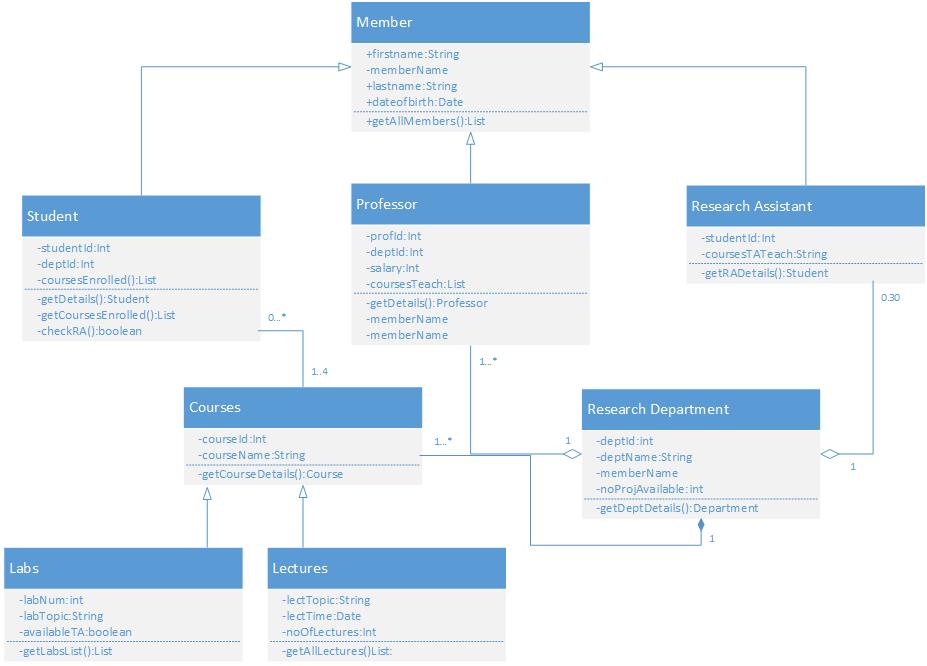 Member
+firstname:String
-memberName
+lastname:String
+dateofbirth:Date
+getAllMembers():List
Student
-studentId:Int
-deptId:Int
-coursesEnrolled():List
-getDetails():Student
-getCoursesEnrolled():List
-checkRA():boolean
Professor
-profId:Int
-deptId:Int
-salary:Int
-coursesTeach:List
-getDetails():Professor
-memberName
-memberName
Research Assistant
-studentId:Int
-coursesTATeach:String
-getRADetails():Student
0...*
1..4
1...*
0.30
Courses
-courseId:Int
-courseName:String
-getCourseDetails():Course
1...*
1
Research Department
-deptId:int
-deptName:String
-memberName
-noProjAvailable:int
-getDeptDetails():Department
1
1
Labs
-labNum:int
-labTopic:String
-availableTA:boolean
-getLabsList():List
Lectures
-lectTopic:String
-lectTime:Date
-noOfLectures:Int
-getAllLectures()List: